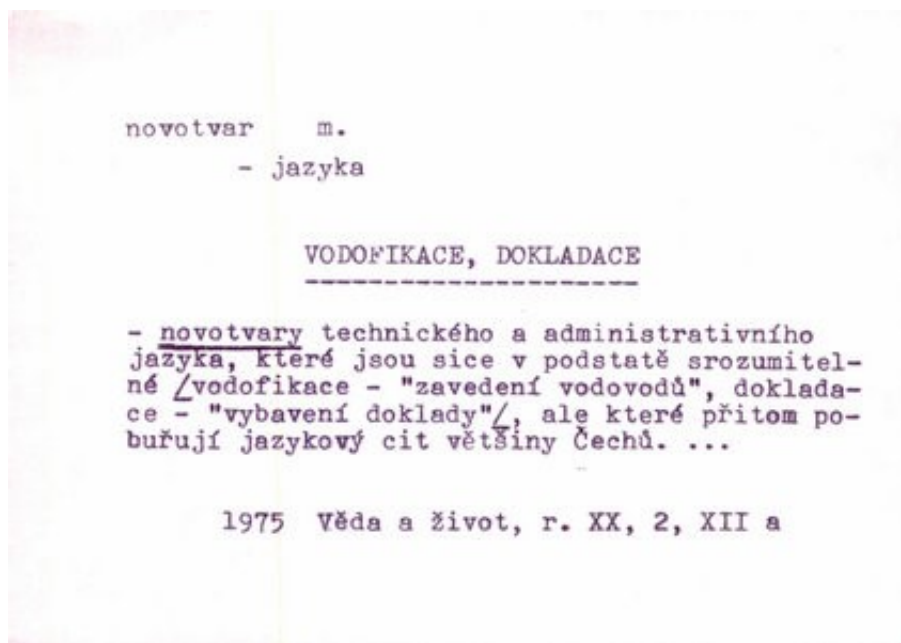 novotvar m.
- jazyka
VODOFIKACE, DOKLADACE
----------------------
- novotvary technického a administrativního
jazyka, které jsou sice v podstatě srozumitel-
né /vodofikace - "zavedení vodovodů", doklada-
ce - "vybavení doklady"/, ale které přitom po-
buřují jazykový cit většiny Čechů. ...
1975 Věda a život, r. XX, 2, XII a